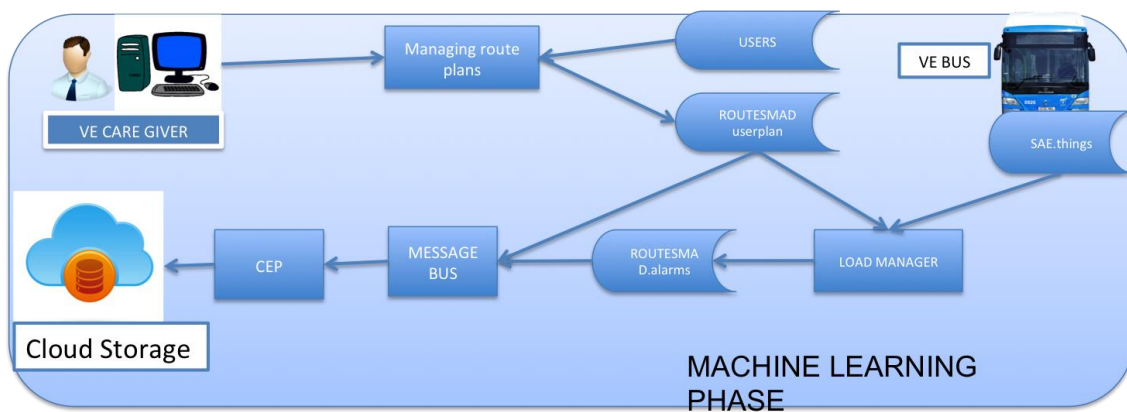 Managing route
plans
USERS
VE BUS
VE CARE GIVER
ROUTESMAD
userplan
SAE.things
CEP
MESSAGE
BUS
ROUTESMA
D.alarms
LOAD MANAGER
Cloud Storage
MACHINE LEARNING
PHASE